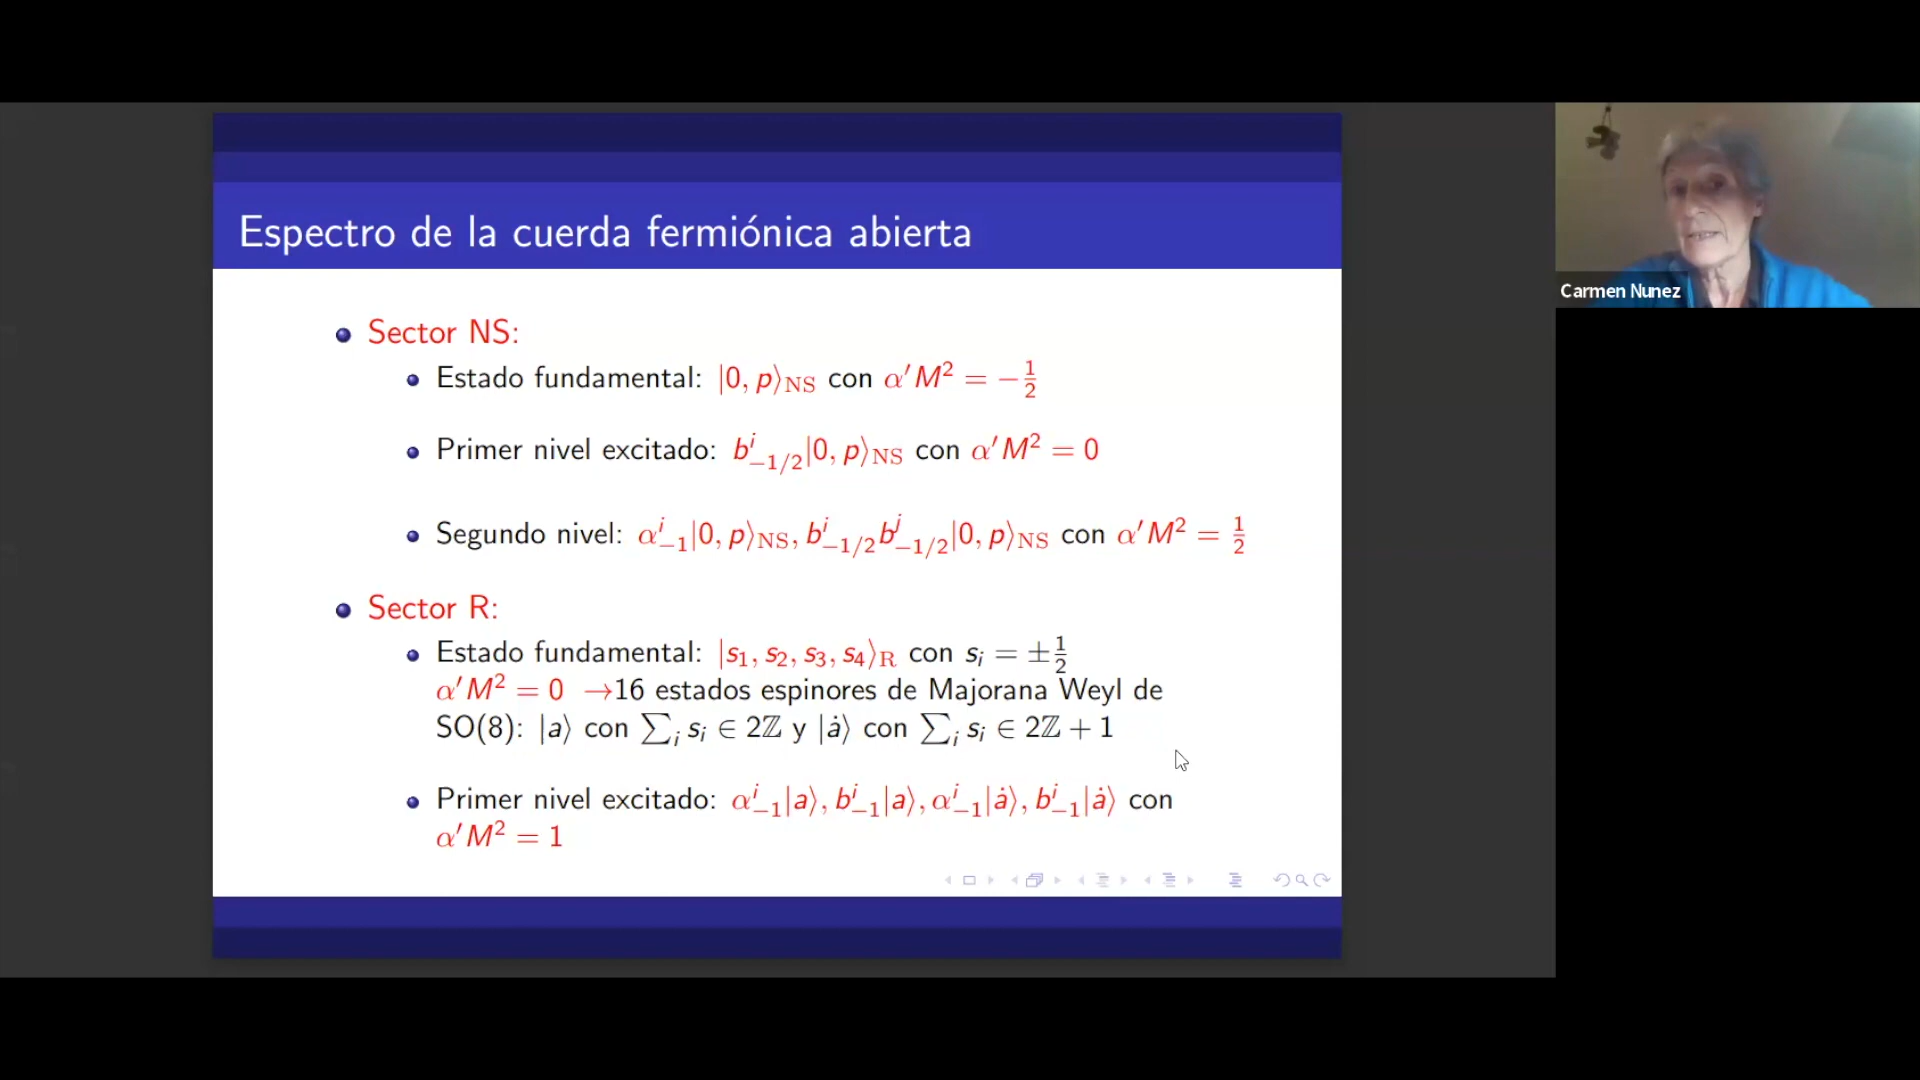 Espectro de la cuerda fermiónica abierta
Sector NS:
Estado fundamental: |0, p⟩_NS con α′M² = −1/2
Primer nivel excitado: b^i_{−1/2}|0, p⟩_NS con α′M² = 0
Segundo nivel: α^i_{−1}|0, p⟩_NS, b^i_{−1/2}b^j_{−1/2}|0, p⟩_NS con α′M² = 1/2
Sector R:
Estado fundamental: |s₁, s₂, s₃, s₄⟩_R con s_i = ±1/2
α′M² = 0 →16 estados espinores de Majorana Weyl de
SO(8): |a⟩ con ∑_i s_i ∈ 2ℤ y |ȧ⟩ con ∑_i s_i ∈ 2ℤ + 1
Primer nivel excitado: α^i_{−1}|a⟩, b^i_{−1}|a⟩, α^i_{−1}|ȧ⟩, b^i_{−1}|ȧ⟩ con
α′M² = 1
Carmen Nunez